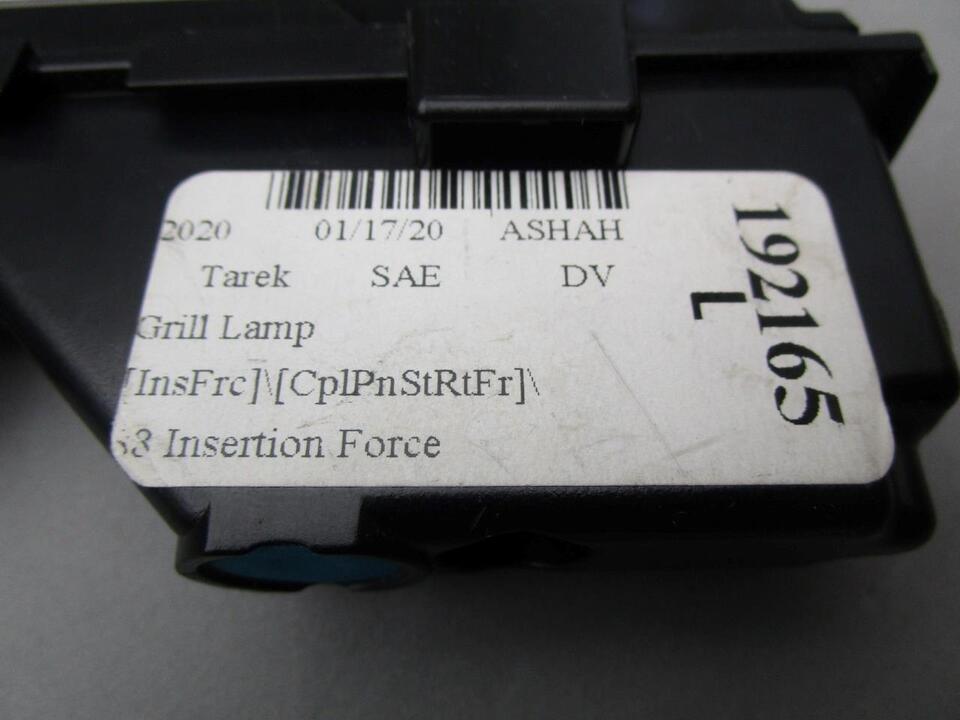 2020 01/17/20 ASHAH
Tarek SAE DV
Grill Lamp
[InsFrc]\[CplPnStRtFr]\
Insertion Force
192165
L